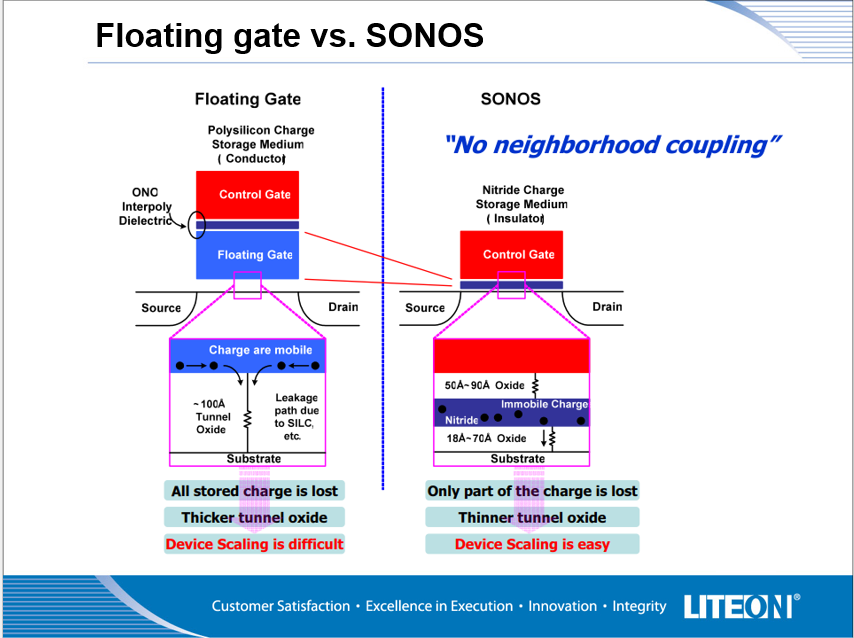 Floating gate vs. SONOS
Floating Gate
Polysilicon Charge
Storage Medium
( Conductor)
ONO
Interpoly
Dielectric
Control Gate
Floating Gate
Source
Drain
Charge are mobile
~100Å
Tunnel
Oxide
Leakage
path due
to SILC,
etc.
Substrate
All stored charge is lost
Thicker tunnel oxide
Device Scaling is difficult
SONOS
“No neighborhood coupling”
Nitride Charge
Storage Medium
( Insulator)
Control Gate
Source
Drain
50Å~90Å Oxide
Immobile Charge
Nitride
18Å~70Å Oxide
Substrate
Only part of the charge is lost
Thinner tunnel oxide
Device Scaling is easy
Customer Satisfaction • Excellence in Execution • Innovation • Integrity
LITEON®